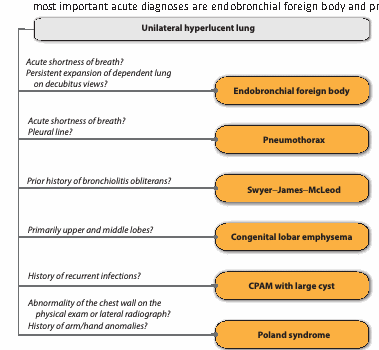 most important acute diagnoses are endobronchial foreign body and
Unilateral hyperlucent lung
Acute shortness of breath?
Persistent expansion of dependent lung
on decubitus views?
Endobronchial foreign body
Acute shortness of breath?
Pleural line?
Pneumothorax
Prior history of bronchiolitis obliterans?
Swyer–James–McLeod
Primarily upper and middle lobes?
Congenital lobar emphysema
History of recurrent infections?
CPAM with large cyst
Abnormality of the chest wall on the
physical exam or lateral radiograph?
History of arm/hand anomalies?
Poland syndrome